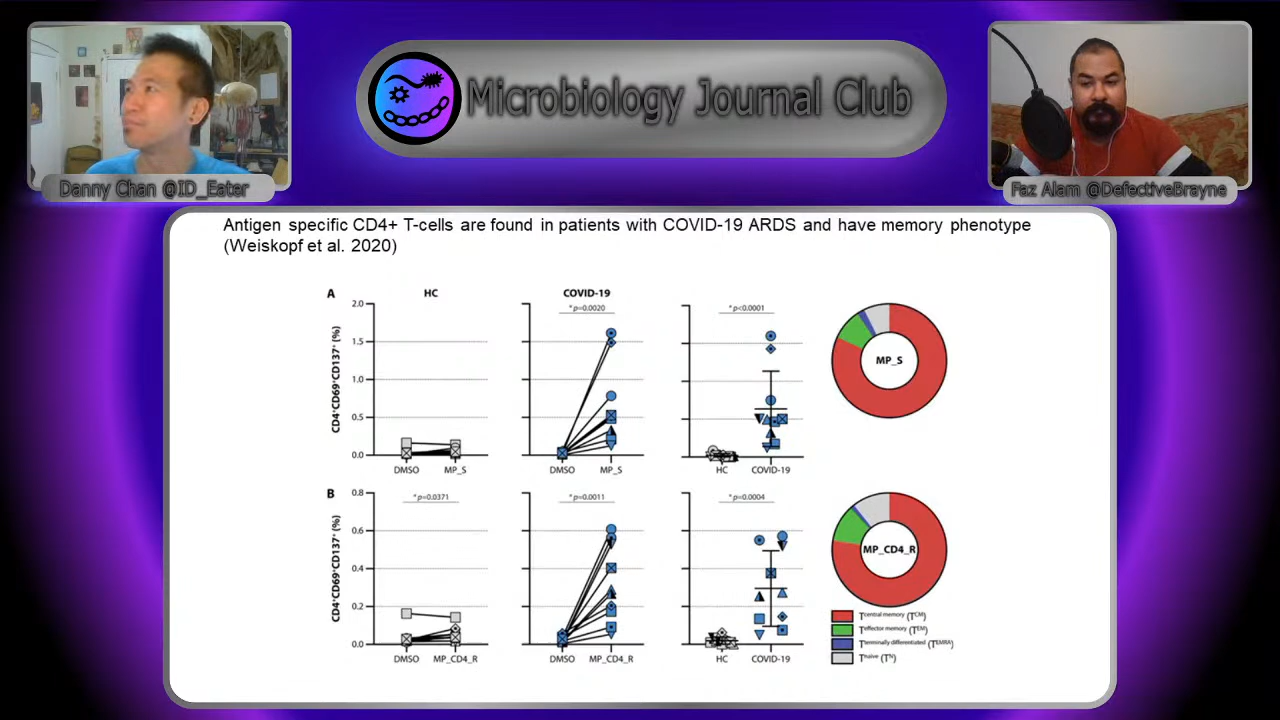 Microbiology Journal Club
Danny Chan @ID_Eater
Faz Alam @DefectiveBrayne
Antigen specific CD4+ T-cells are found in patients with COVID-19 ARDS and have memory phenotype
(Weiskopf et al. 2020)
A
HC
COVID-19
CD4⁺CD69⁺CD137⁺ (%)
2.0
1.5
1.0
0.5
0.0
DMSO MP_S
* p=0.0020
DMSO MP_S
* p<0.0001
HC COVID-19
MP_S
B
CD4⁺CD69⁺CD137⁺ (%)
0.8
0.6
0.4
0.2
0.0
* p=0.0371
DMSO MP_CD4_R
* p=0.0011
DMSO MP_CD4_R
* p=0.0004
HC COVID-19
MP_CD4_R
Tcentral memory (TCM)
Teffector memory (TEM)
Tterminally differentiated (TEMRA)
Tnaive (TN)